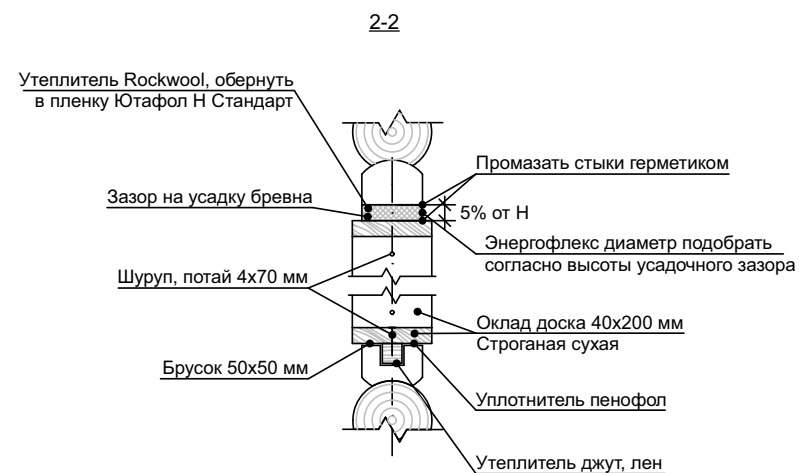 2-2
Утеплитель Rockwool, обернуть
в пленку Ютафол Н Стандарт
Промазать стыки герметиком
Зазор на усадку бревна
5% от Н
Энергофлекс диаметр подобрать
согласно высоты усадочного зазора
Шуруп, потай 4х70 мм
Оклад доска 40х200 мм
Строганая сухая
Брусок 50х50 мм
Уплотнитель пенофол
Утеплитель джут, лен